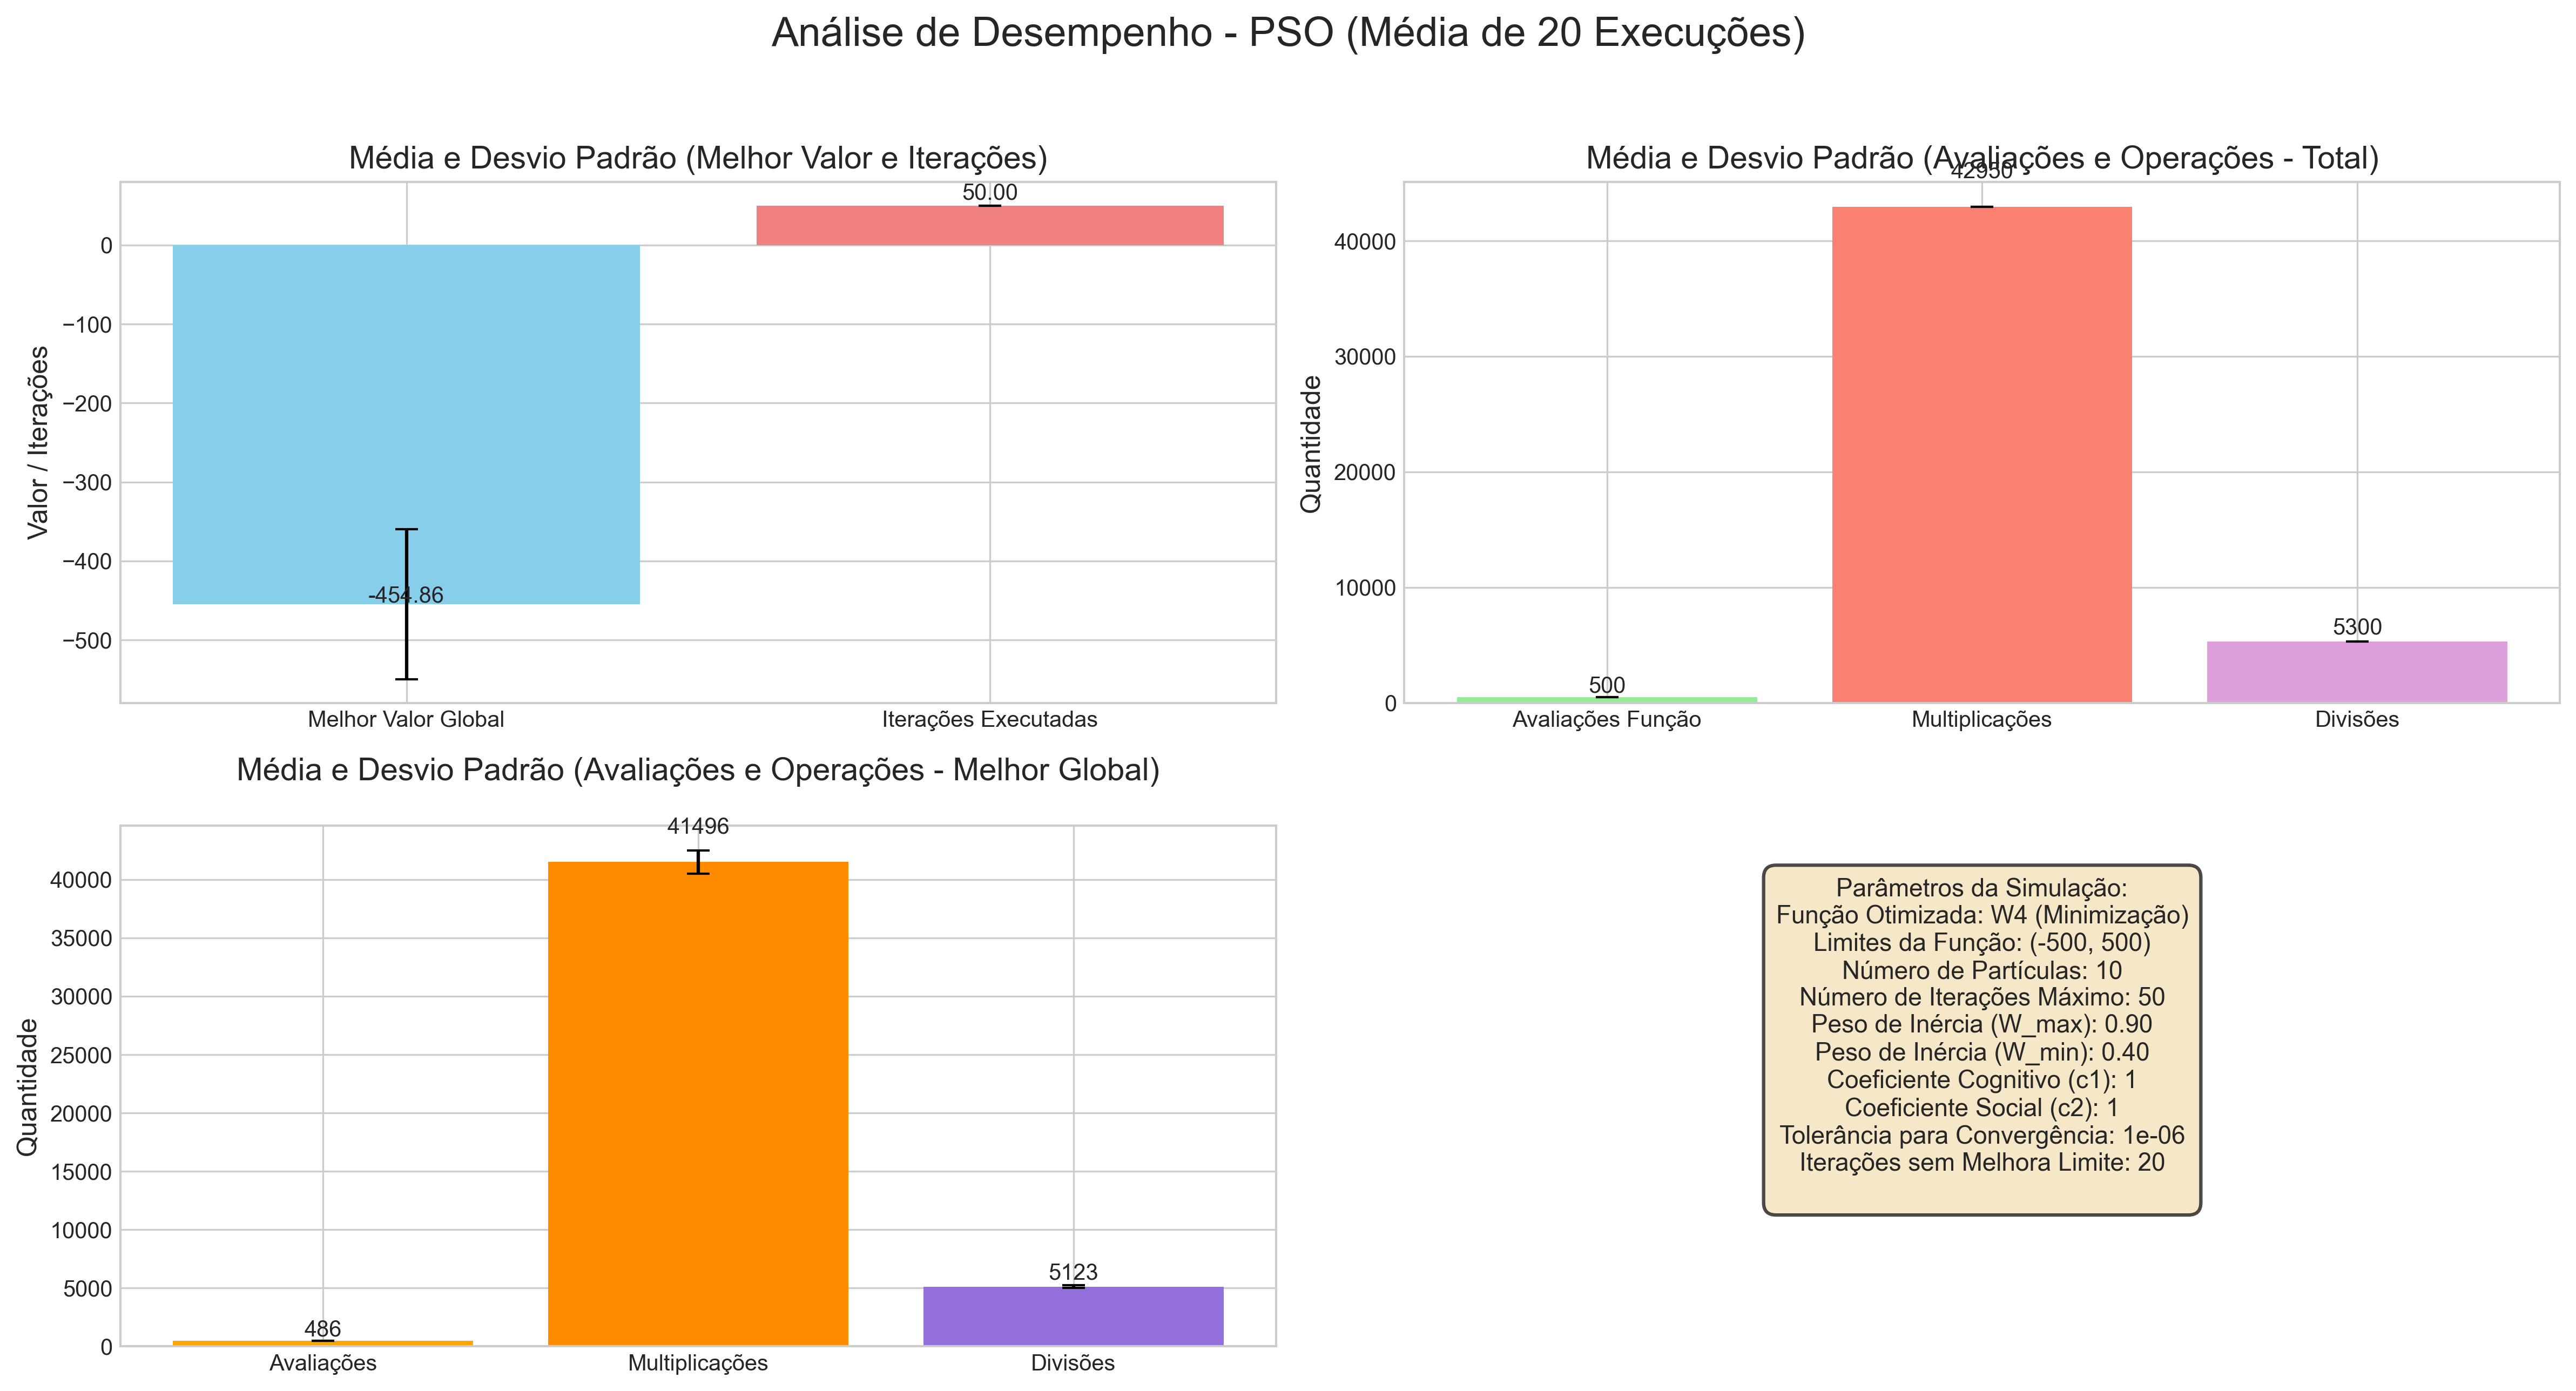 Análise de Desempenho - PSO (Média de 20 Execuções)
Média e Desvio Padrão (Melhor Valor e Iterações)
Valor / Iterações
0
−100
−200
−300
−400
−500
50.00
-454.86
Melhor Valor Global
Iterações Executadas
Média e Desvio Padrão (Avaliações e Operações - Total)
Quantidade
40000
30000
20000
10000
0
42950
5300
500
Avaliações Função
Multiplicações
Divisões
Média e Desvio Padrão (Avaliações e Operações - Melhor Global)
Quantidade
40000
35000
30000
25000
20000
15000
10000
5000
0
41496
5123
486
Avaliações
Multiplicações
Divisões
Parâmetros da Simulação:
Função Otimizada: W4 (Minimização)
Limites da Função: (-500, 500)
Número de Partículas: 10
Número de Iterações Máximo: 50
Peso de Inércia (W_max): 0.90
Peso de Inércia (W_min): 0.40
Coeficiente Cognitivo (c1): 1
Coeficiente Social (c2): 1
Tolerância para Convergência: 1e-06
Iterações sem Melhora Limite: 20